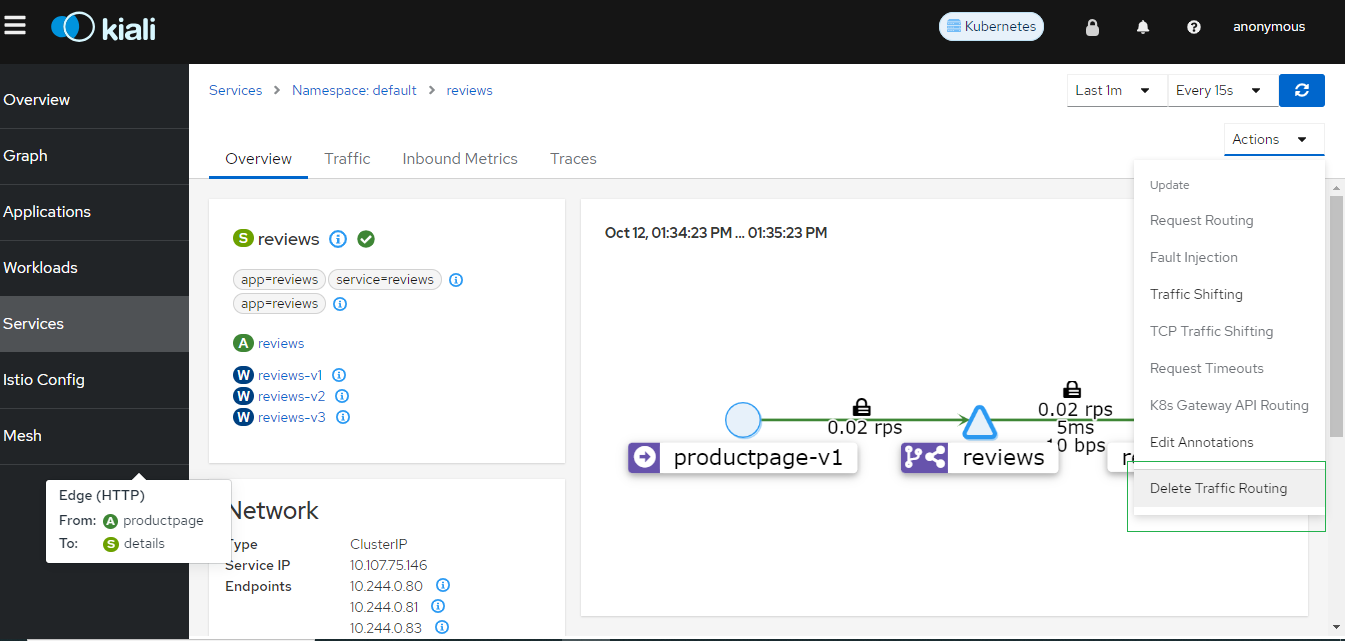 kiali
Kubernetes
anonymous
Overview
Graph
Applications
Workloads
Services
Istio Config
Mesh
Services > Namespace: default > reviews
Last 1m
Every 15s
Actions
Overview Traffic Inbound Metrics Traces
Update
Request Routing
Fault Injection
Traffic Shifting
TCP Traffic Shifting
Request Timeouts
K8s Gateway API Routing
Edit Annotations
Delete Traffic Routing
S reviews
app=reviews service=reviews
app=reviews
A reviews
W reviews-v1
W reviews-v2
W reviews-v3
Oct 12, 01:34:23 PM ... 01:35:23 PM
0.02 rps
0.02 rps
5ms
10 bps
productpage-v1
reviews
Edge (HTTP)
From: A productpage
To: S details
Network
Type ClusterIP
Service IP 10.107.75.146
Endpoints 10.244.0.80
10.244.0.81
10.244.0.83